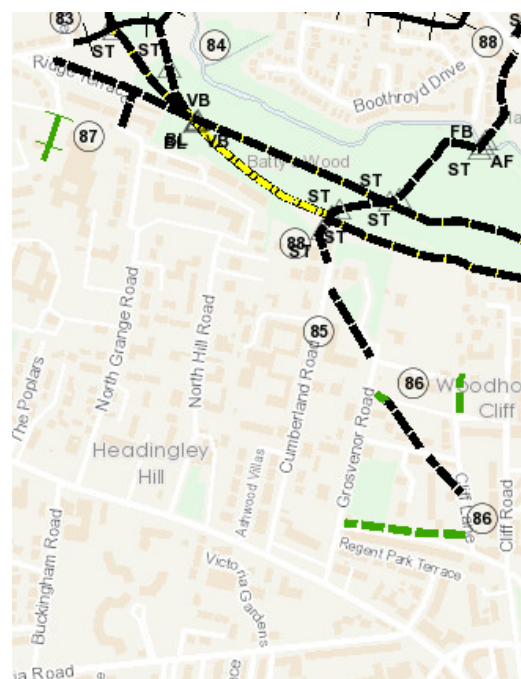 83
84
88
ST
ST
Ridge Terrace
Boothroyd Drive
VB
87
BL
VB
FB
AF
ST
Batty's Wood
ST
ST
ST
ST
88
ST
North Grange Road
North Hill Road
85
86
Cumberland Road
Grosvenor Road
The Poplars
Cliff
Headingley
Hill
Ashwood Villas
Cliff Lane
Cliff Road
86
Buckingham Road
Victoria
Gardens
Regent Park Terrace
Road